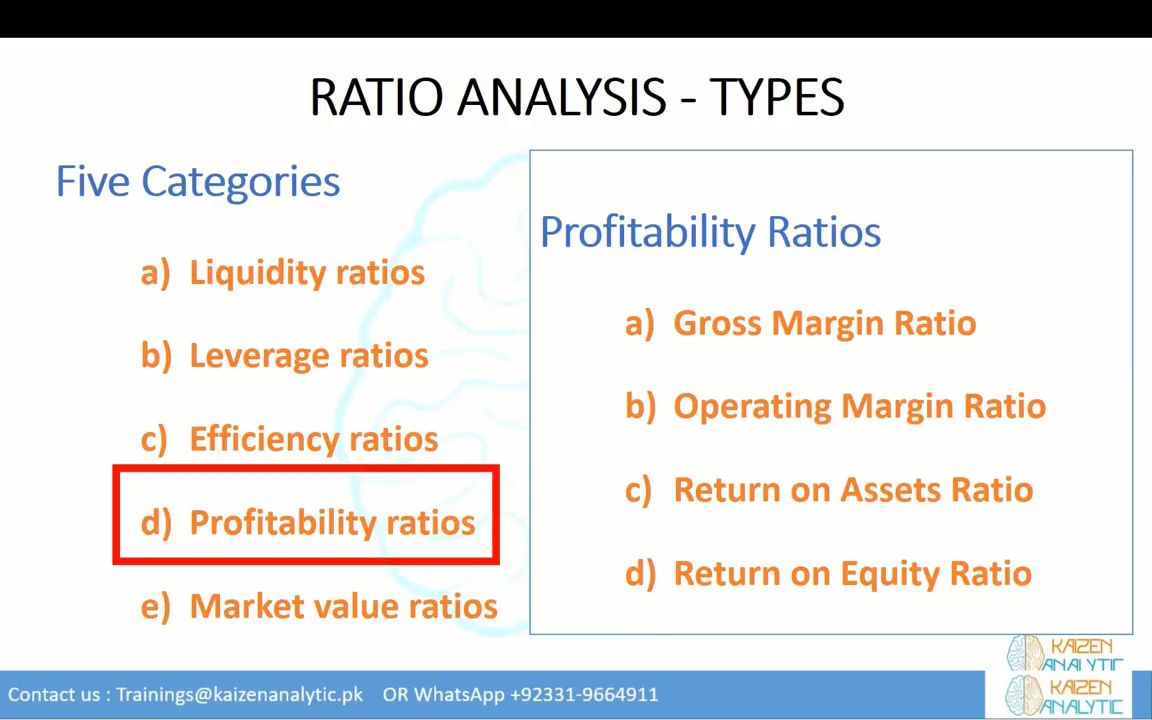 RATIO ANALYSIS - TYPES
Five Categories
a) Liquidity ratios
b) Leverage ratios
c) Efficiency ratios
d) Profitability ratios
e) Market value ratios
Profitability Ratios
a) Gross Margin Ratio
b) Operating Margin Ratio
c) Return on Assets Ratio
d) Return on Equity Ratio
KAIZEN
ANALYTIC
KAIZEN
ANALYTIC
Contact us : Trainings@kaizenanalytic.pk OR WhatsApp +92331-9664911